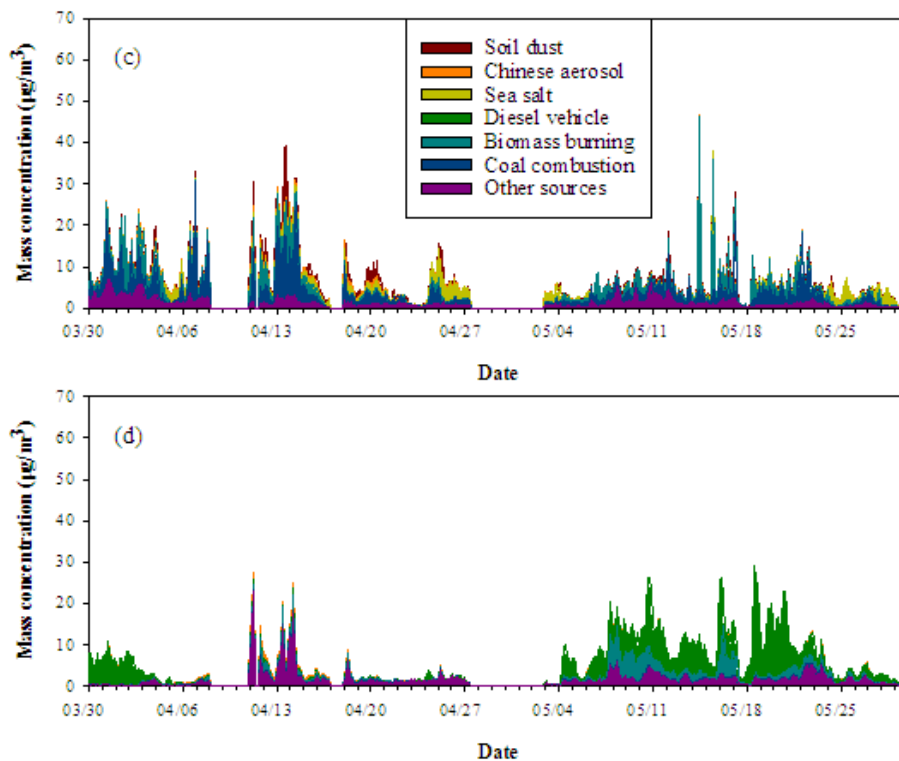 70
60
50
40
30
20
10
0
Mass concentration (µg/m³)
(c)
Soil dust
Chinese aerosol
Sea salt
Diesel vehicle
Biomass burning
Coal combustion
Other sources
03/30 04/06 04/13 04/20 04/27 05/04 05/11 05/18 05/25
Date
70
60
50
40
30
20
10
0
Mass concentration (µg/m³)
(d)
03/30 04/06 04/13 04/20 04/27 05/04 05/11 05/18 05/25
Date